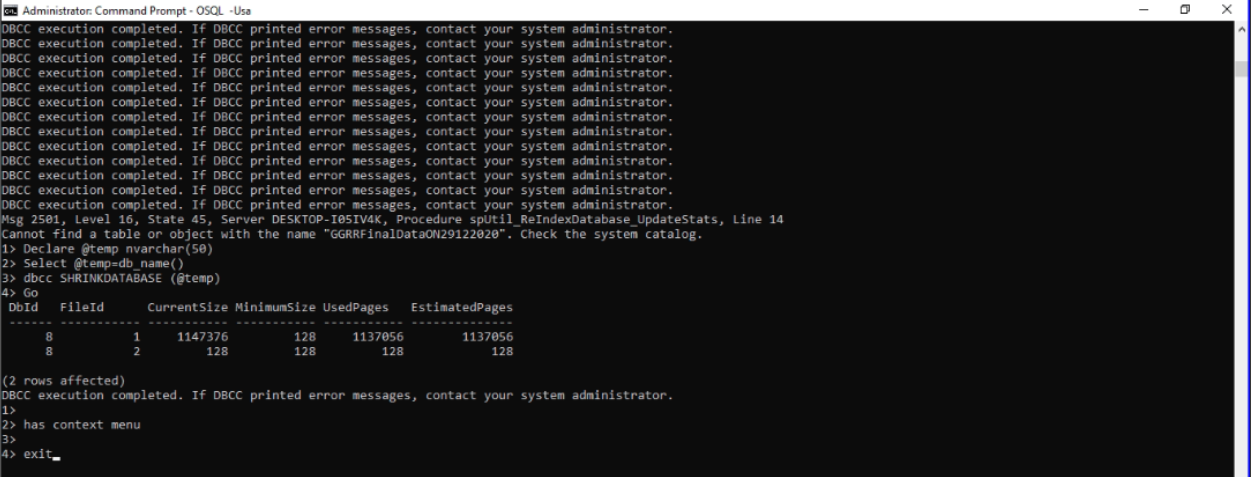 Administrator: Command Prompt - OSQL -Usa
DBCC execution completed. If DBCC printed error messages, contact your system administrator.
DBCC execution completed. If DBCC printed error messages, contact your system administrator.
DBCC execution completed. If DBCC printed error messages, contact your system administrator.
DBCC execution completed. If DBCC printed error messages, contact your system administrator.
DBCC execution completed. If DBCC printed error messages, contact your system administrator.
DBCC execution completed. If DBCC printed error messages, contact your system administrator.
DBCC execution completed. If DBCC printed error messages, contact your system administrator.
DBCC execution completed. If DBCC printed error messages, contact your system administrator.
DBCC execution completed. If DBCC printed error messages, contact your system administrator.
DBCC execution completed. If DBCC printed error messages, contact your system administrator.
DBCC execution completed. If DBCC printed error messages, contact your system administrator.
DBCC execution completed. If DBCC printed error messages, contact your system administrator.
DBCC execution completed. If DBCC printed error messages, contact your system administrator.
Msg 2501, Level 16, State 45, Server DESKTOP-I05IV4K, Procedure spUtil_ReIndexDatabase_UpdateStats, Line 14
Cannot find a table or object with the name "GGRRFinalDataON29122020". Check the system catalog.
1> Declare @temp nvarchar(50)
2> Select @temp=db_name()
3> dbcc SHRINKDATABASE (@temp)
4> Go
DbId FileId CurrentSize MinimumSize UsedPages EstimatedPages
------ ----------- ----------- ----------- ----------- --------------
8 1 1147376 128 1137056 1137056
8 2 128 128 128 128
(2 rows affected)
DBCC execution completed. If DBCC printed error messages, contact your system administrator.
1>
2> has context menu
3>
4> exit_